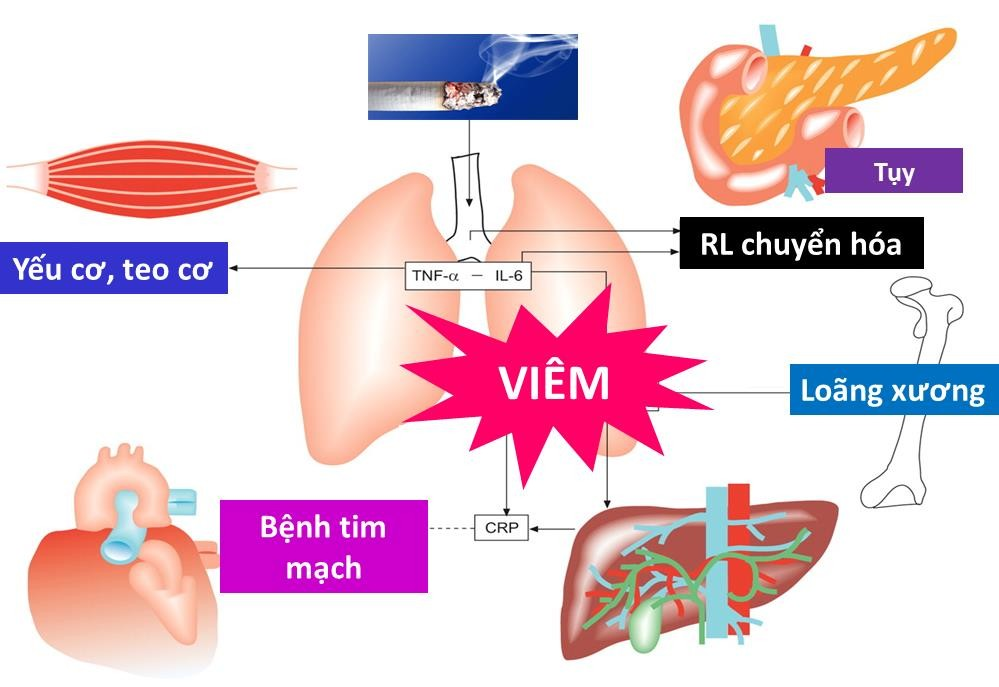 Tụy
RL chuyển hóa
Yếu cơ, teo cơ
TNF-α – IL-6
VIÊM
Loãng xương
Bệnh tim
mạch
CRP